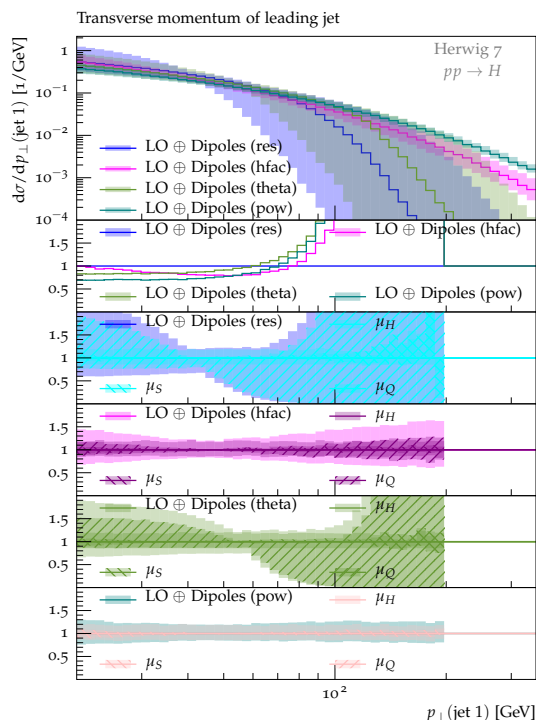 Transverse momentum of leading jet
dσ/dp⊥(jet 1) [1/GeV]
1
10⁻¹
10⁻²
10⁻³
10⁻⁴
Herwig 7
pp → H
LO ⊕ Dipoles (res)
LO ⊕ Dipoles (hfac)
LO ⊕ Dipoles (theta)
LO ⊕ Dipoles (pow)
LO ⊕ Dipoles (res) LO ⊕ Dipoles (hfac)
1.5
1
0.5
LO ⊕ Dipoles (theta) LO ⊕ Dipoles (pow)
LO ⊕ Dipoles (res) μH
1.5
1
0.5
μS μQ
LO ⊕ Dipoles (hfac) μH
1.5
1
0.5
μS μQ
LO ⊕ Dipoles (theta) μH
1.5
1
0.5
μS μQ
LO ⊕ Dipoles (pow) μH
1.5
1
0.5
μS μQ
10²
p⊥(jet 1) [GeV]